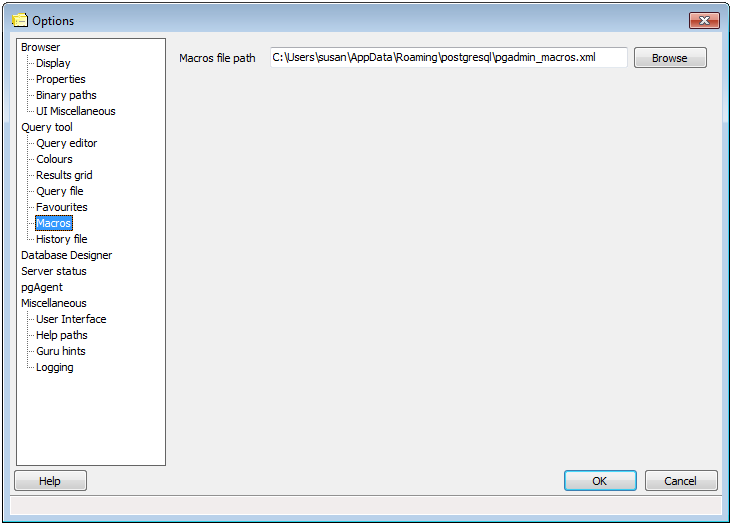 Options
Browser
Display
Properties
Binary paths
UI Miscellaneous
Query tool
Query editor
Colours
Results grid
Query file
Favourites
Macros
History file
Database Designer
Server status
pgAgent
Miscellaneous
User Interface
Help paths
Guru hints
Logging
Macros file path C:\Users\susan\AppData\Roaming\postgresql\pgadmin_macros.xml Browse
Help OK Cancel